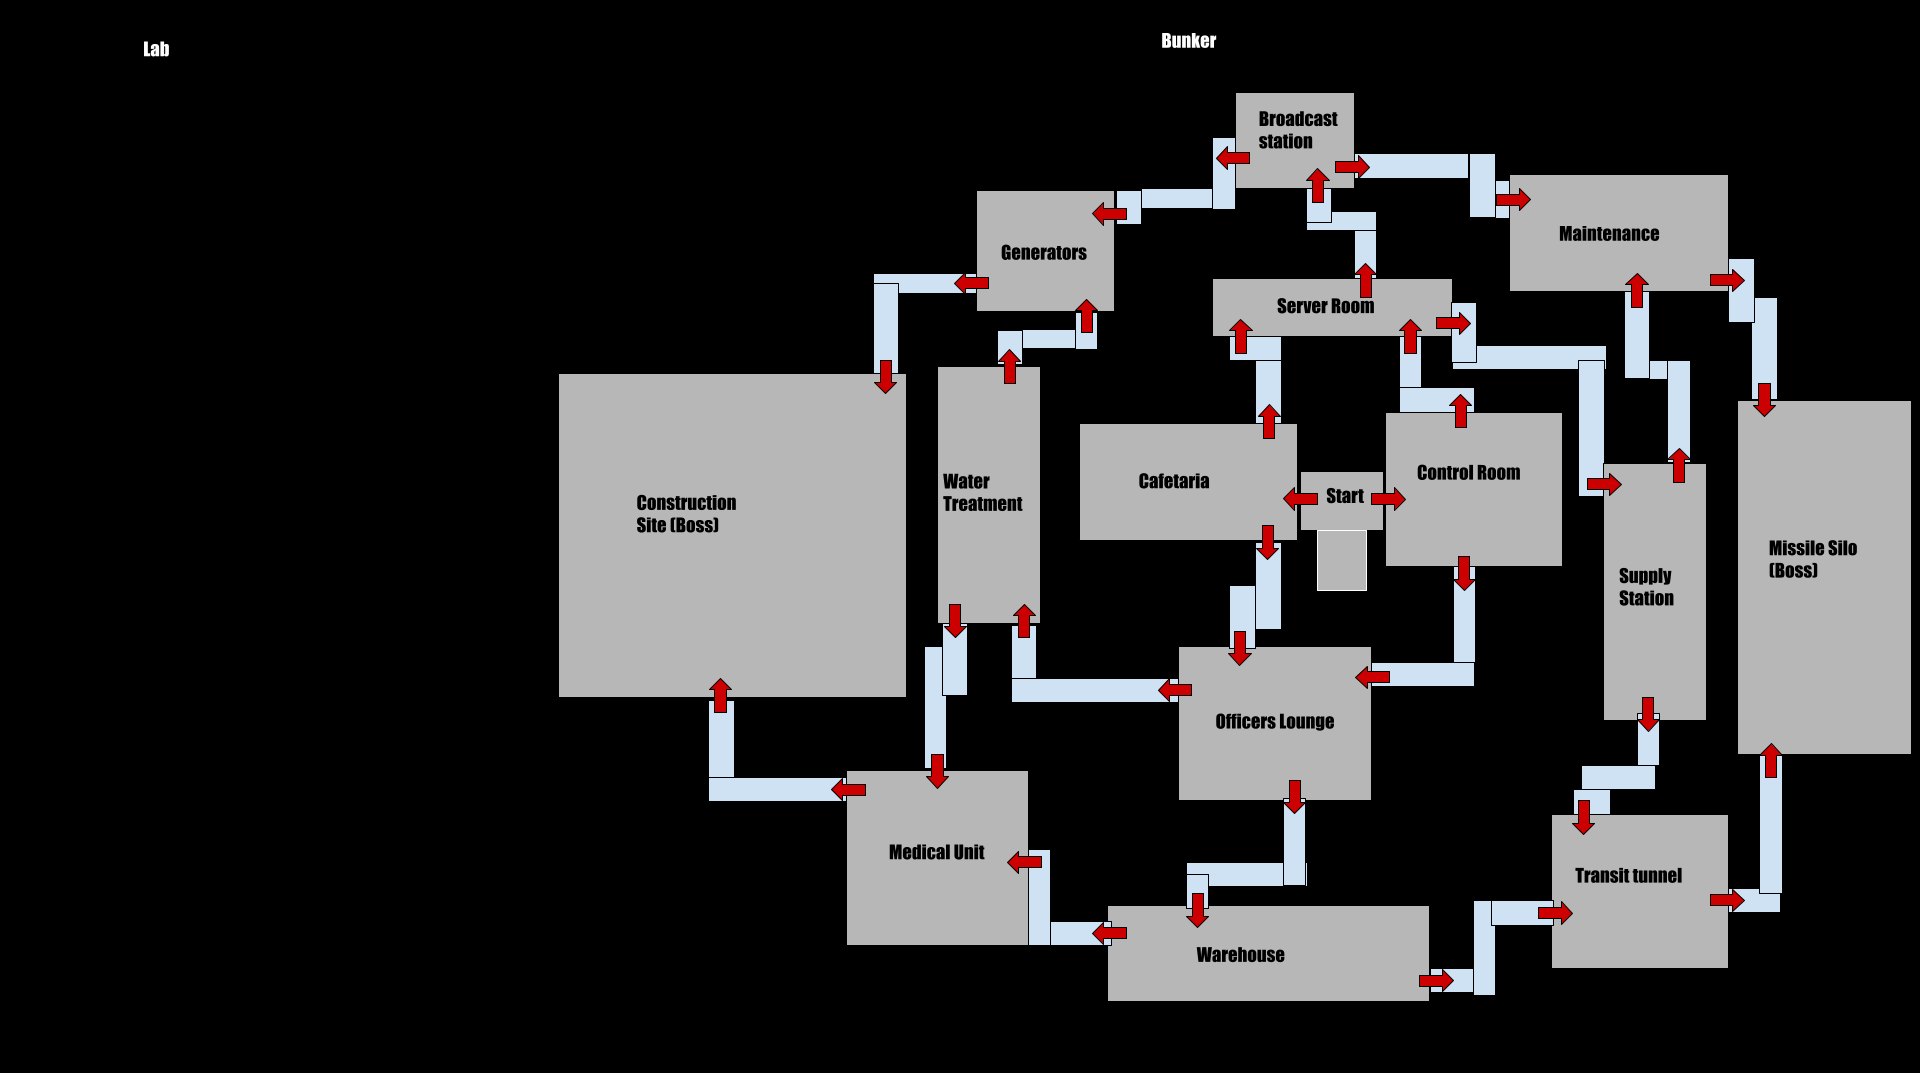 Lab
Bunker
Broadcast
station
Maintenance
Generators
Server Room
Cafetaria
Start
Control Room
Water
Treatment
Construction
Site (Boss)
Missile Silo
(Boss)
Supply
Station
Officers Lounge
Medical Unit
Transit tunnel
Warehouse